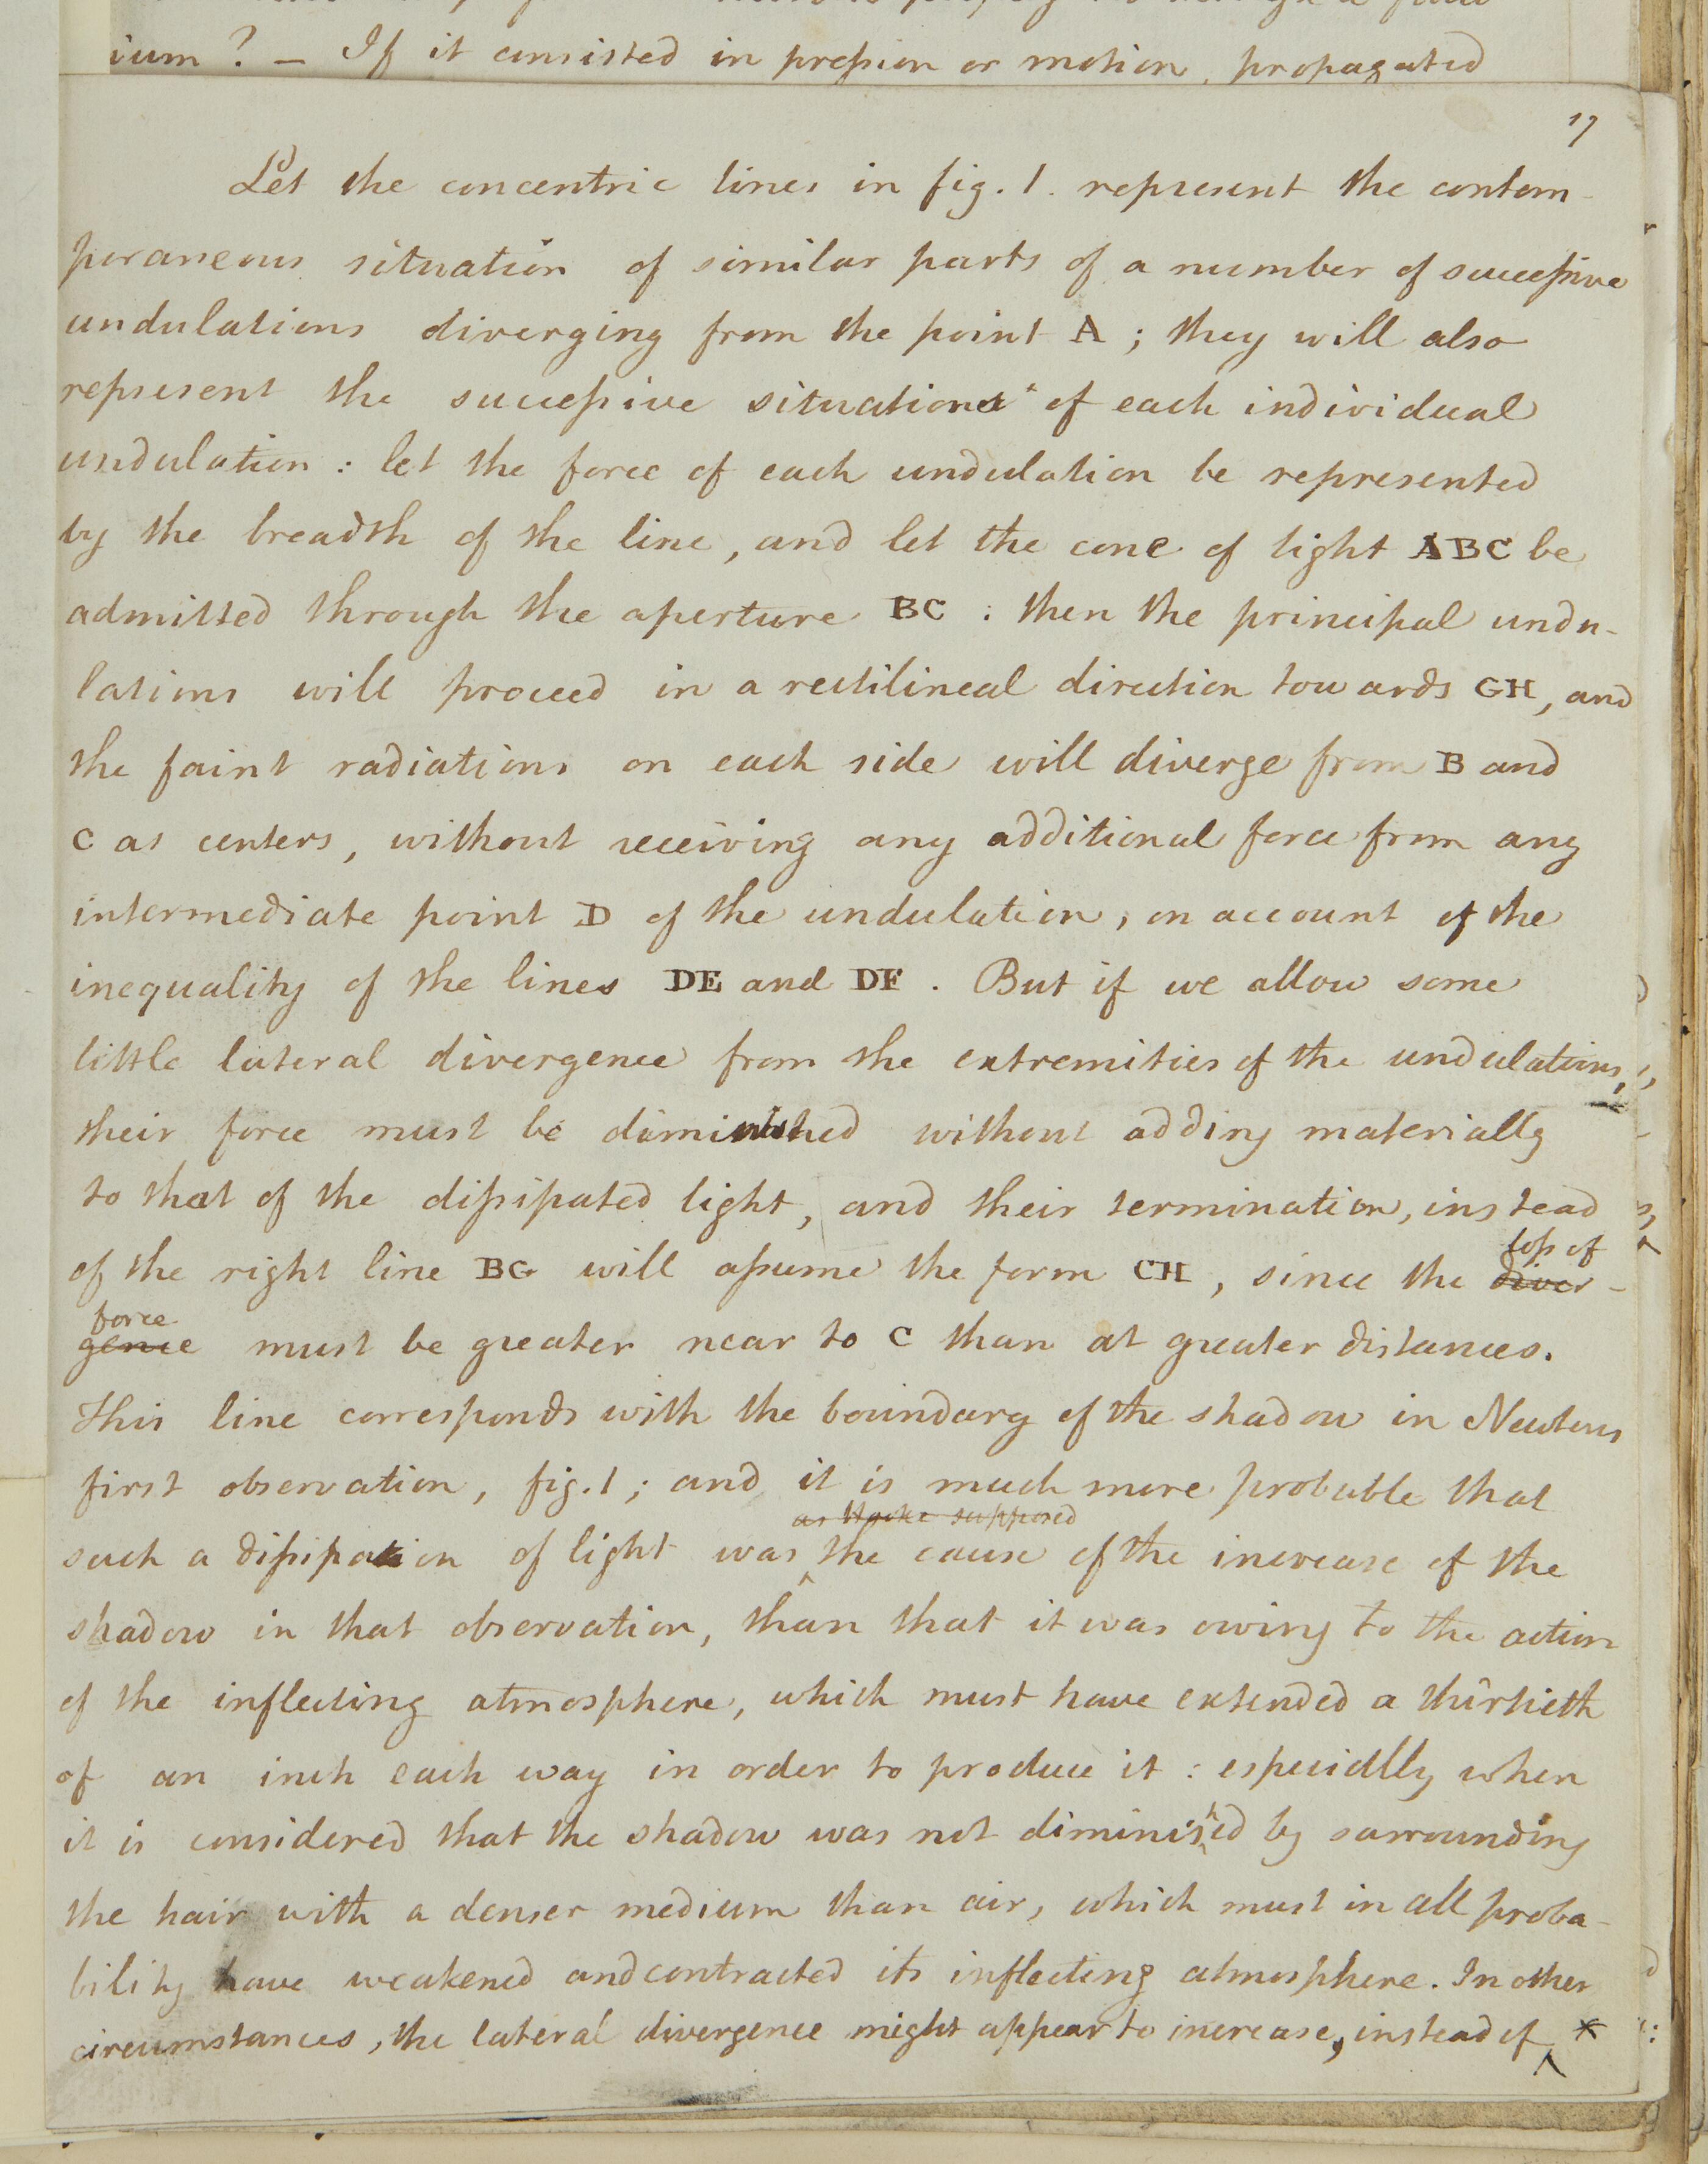 ium? — If it consisted in pression or motion, propagated
17
Let the concentric lines in fig. 1. represent the contem-
poraneous situation of similar parts of a number of successive
undulations diverging from the point A; they will also
represent the successive situations of each individual
undulation: let the force of each undulation be represented
by the breadth of the line, and let the cone of light ABC be
admitted through the aperture BC: then the principal undu-
lations will proceed in a rectilineal direction towards GH, and
the faint radiations on each side will diverge from B and
C as centers, without receiving any additional force from any
intermediate point D of the undulation, on account of the
inequality of the lines DE and DF. But if we allow some
little lateral divergence from the extremities of the undulations,
their force must be diminished without adding materially
to that of the dissipated light, and their termination, instead
top of
of the right line BG will assume the form CH, since the diver-
force
gence must be greater near to C than at greater distances.
This line corresponds with the boundary of the shadow in Newtons
first observation, fig. 1; and it is much more probable that
as Hooke supposed
such a dissipation of light was the cause of the increase of the
shadow in that observation, than that it was owing to the action
of the inflecting atmosphere, which must have extended a thirtieth
of an inch each way in order to produce it: especially when
it is considered that the shadow was not diminished by surrounding
the hair with a denser medium than air, which must in all proba-
bility have weakened and contracted its inflecting atmosphere. In other
circumstances, the lateral divergence might appear to increase, instead of *